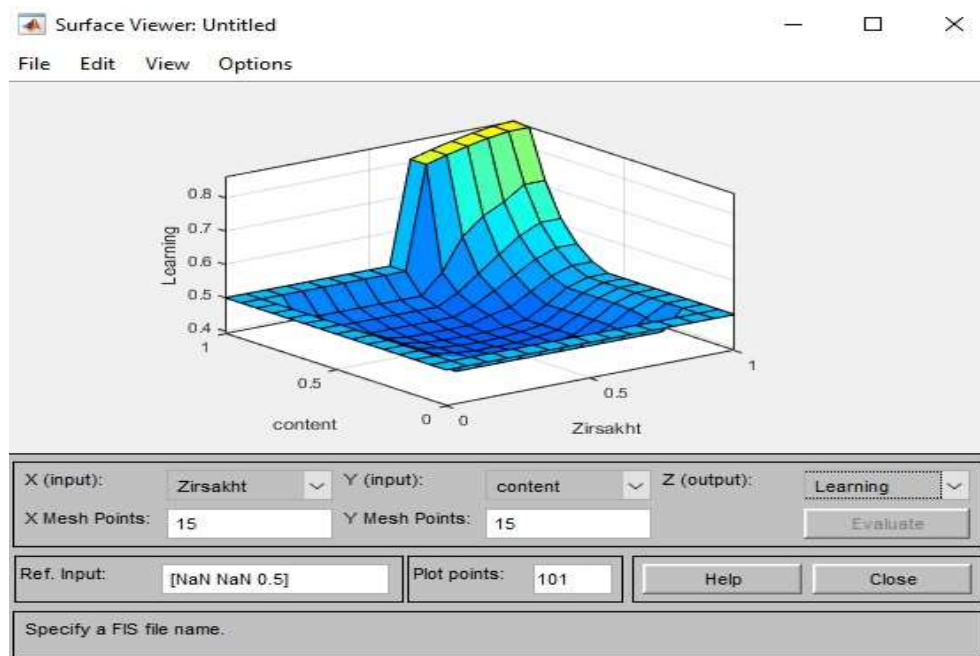 Surface Viewer: Untitled
File Edit View Options
Learning
0.8
0.7
0.6
0.5
0.4
1
0.5
0
content
0
0.5
1
Zirsakht
X (input): Zirsakht Y (input): content Z (output): Learning
X Mesh Points: 15 Y Mesh Points: 15 Evaluate
Ref. Input: [NaN NaN 0.5] Plot points: 101 Help Close
Specify a FIS file name.